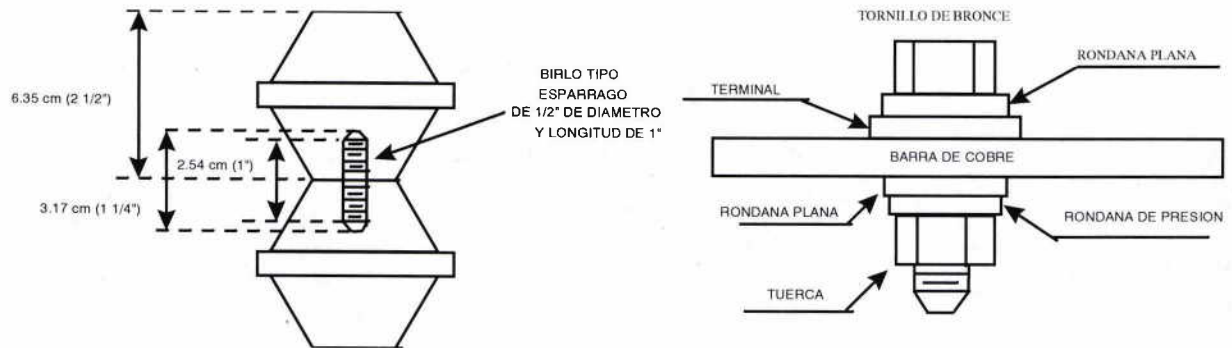 6.35 cm (2 1/2")
2.54 cm (1")
3.17 cm (1 1/4")
BIRLO TIPO
ESPARRAGO
DE 1/2" DE DIAMETRO
Y LONGITUD DE 1"
TORNILLO DE BRONCE
RONDANA PLANA
TERMINAL
BARRA DE COBRE
RONDANA PLANA
RONDANA DE PRESION
TUERCA